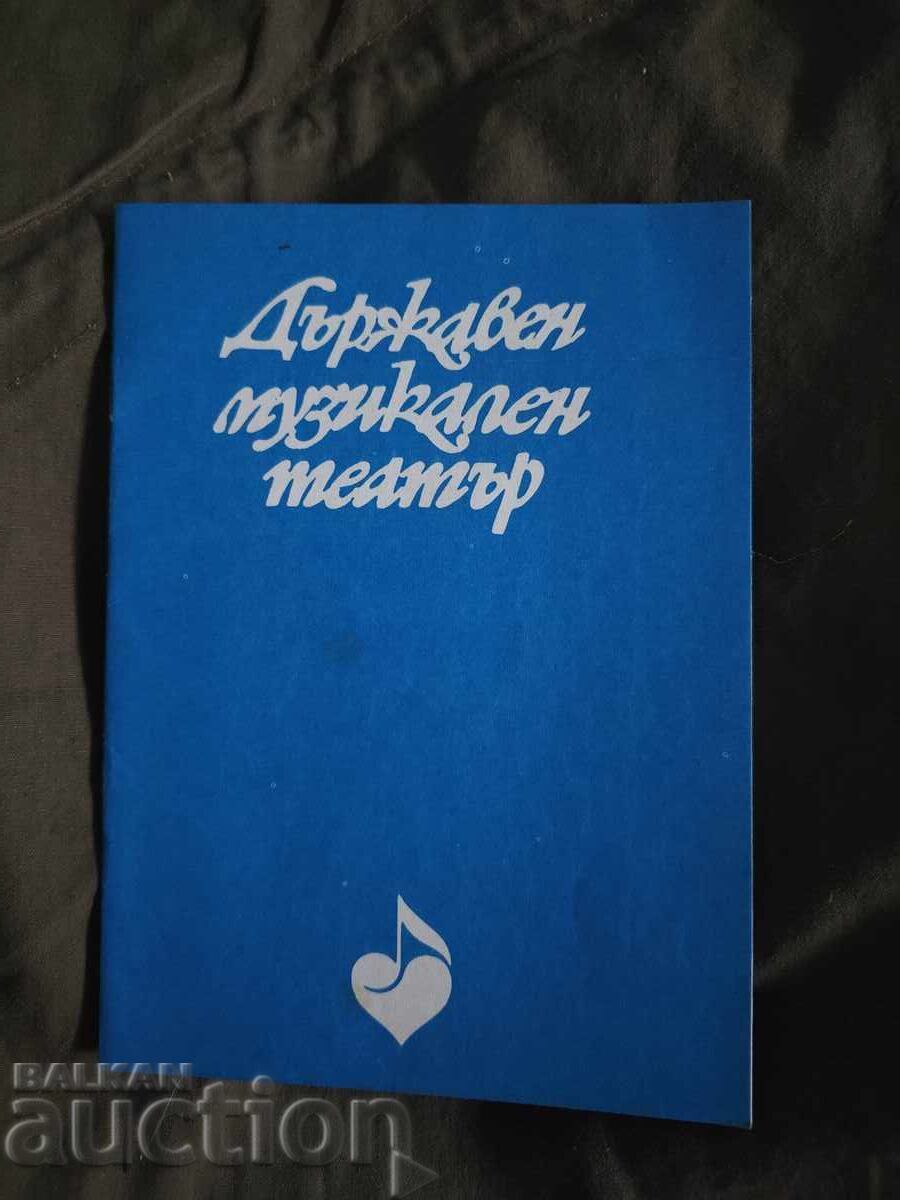 Държавен
музикален
театър
BALKAN
auction